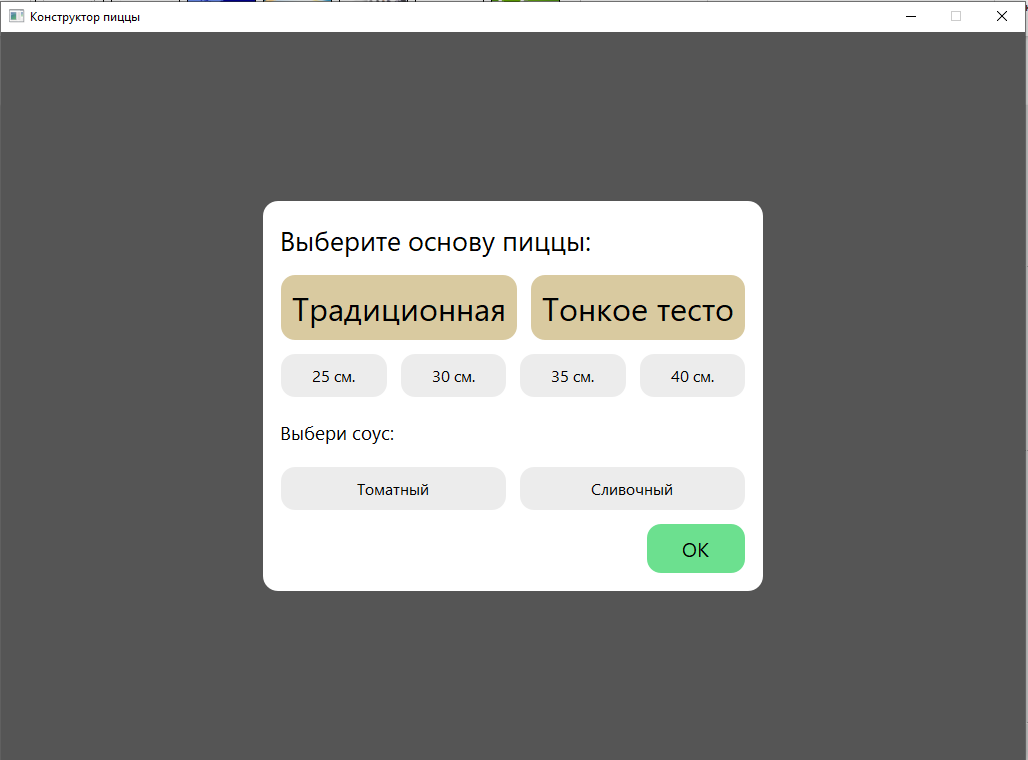 Конструктор пиццы
Выберите основу пиццы:
Традиционная Тонкое тесто
25 см. 30 см. 35 см. 40 см.
Выбери соус:
Томатный Сливочный
ОК